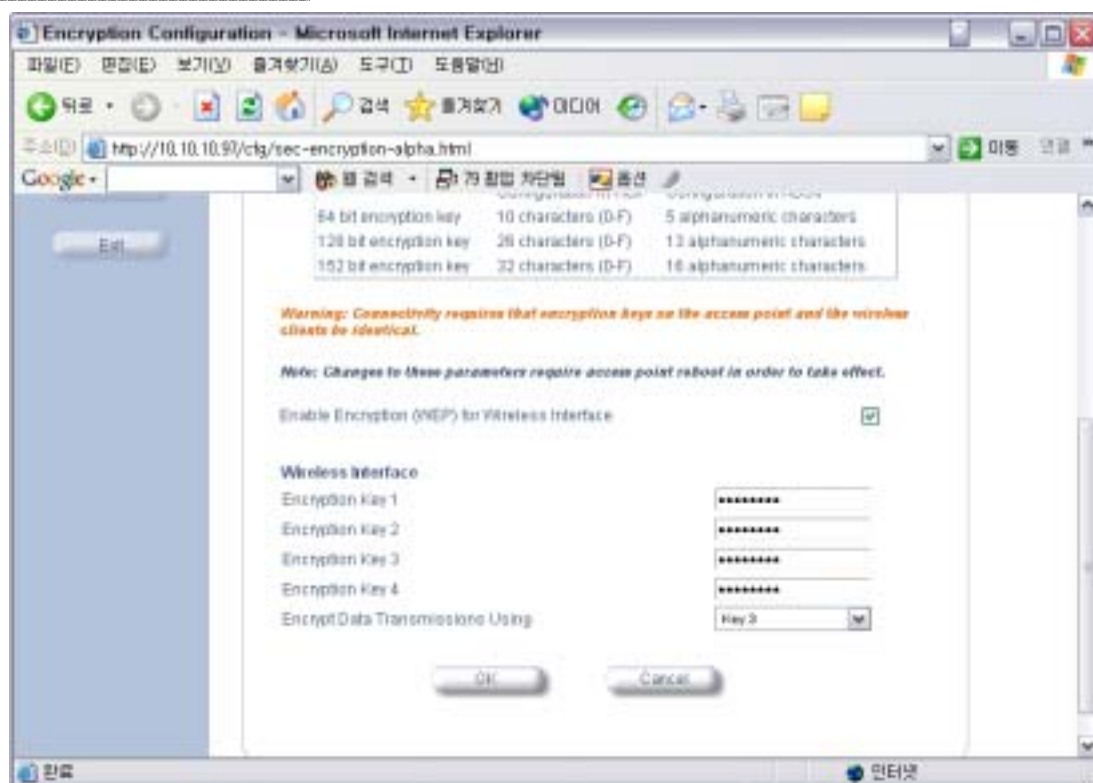 Encryption Configuration - Microsoft Internet Explorer
파일(F) 편집(E) 보기(V) 즐겨찾기(A) 도구(T) 도움말(H)
뒤로 검색 즐겨찾기 미디어
주소(D) http://10.10.10.90/cfg/sec-encryption-alpha.html 이동 연결
Google 웹 검색 79 팝업 차단됨 옵션
64 bit encryption key 10 characters (0-F) 5 alphanumeric characters
128 bit encryption key 26 characters (0-F) 13 alphanumeric characters
152 bit encryption key 32 characters (0-F) 16 alphanumeric characters
Exit
Warning: Connectivity requires that encryption keys on the access point and the wireless
clients be identical.
Note: Changes to these parameters require access point reboot in order to take effect.
Enable Encryption (WEP) for Wireless Interface
Wireless Interface
Encryption Key 1 ••••••••
Encryption Key 2 ••••••••
Encryption Key 3 ••••••••
Encryption Key 4 ••••••••
Encrypt Data Transmissions Using Key 3
OK Cancel
완료 인터넷